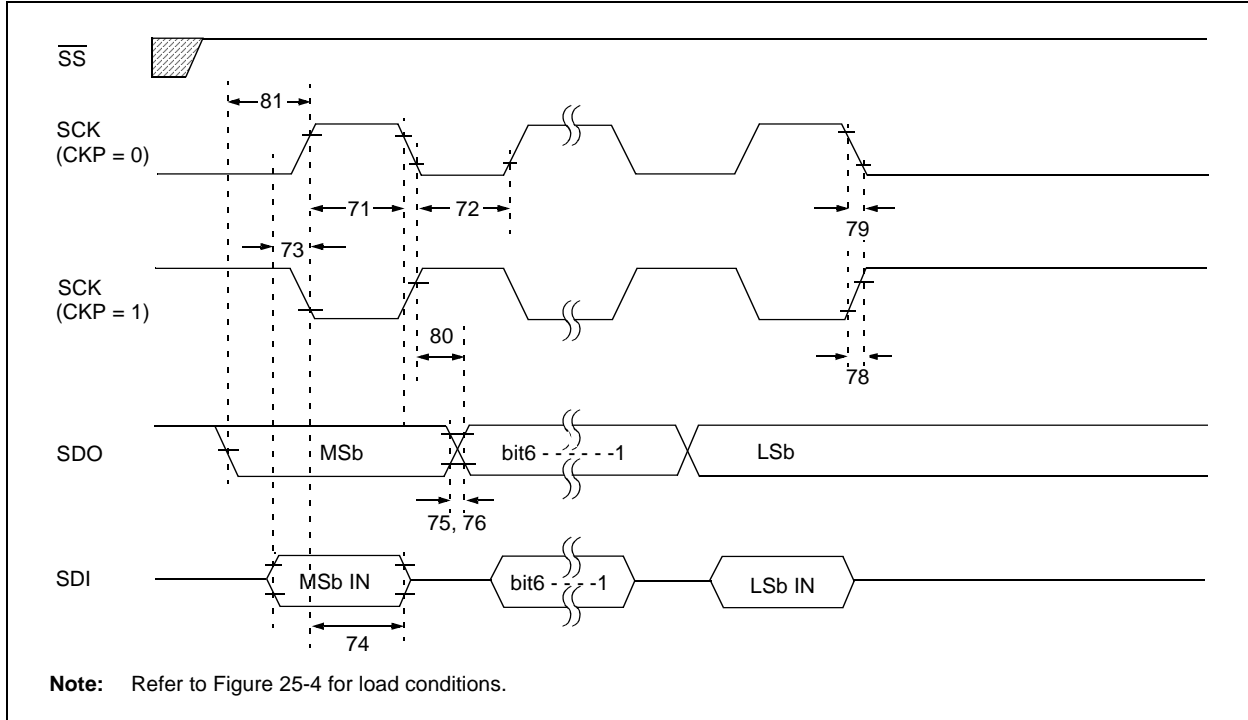 SS
81
SCK
(CKP = 0)
71
72
79
73
SCK
(CKP = 1)
80
78
SDO
MSb
bit6 - - - - - -1
LSb
75, 76
SDI
MSb IN
bit6 - - - -1
LSb IN
74
Note: Refer to Figure 25-4 for load conditions.